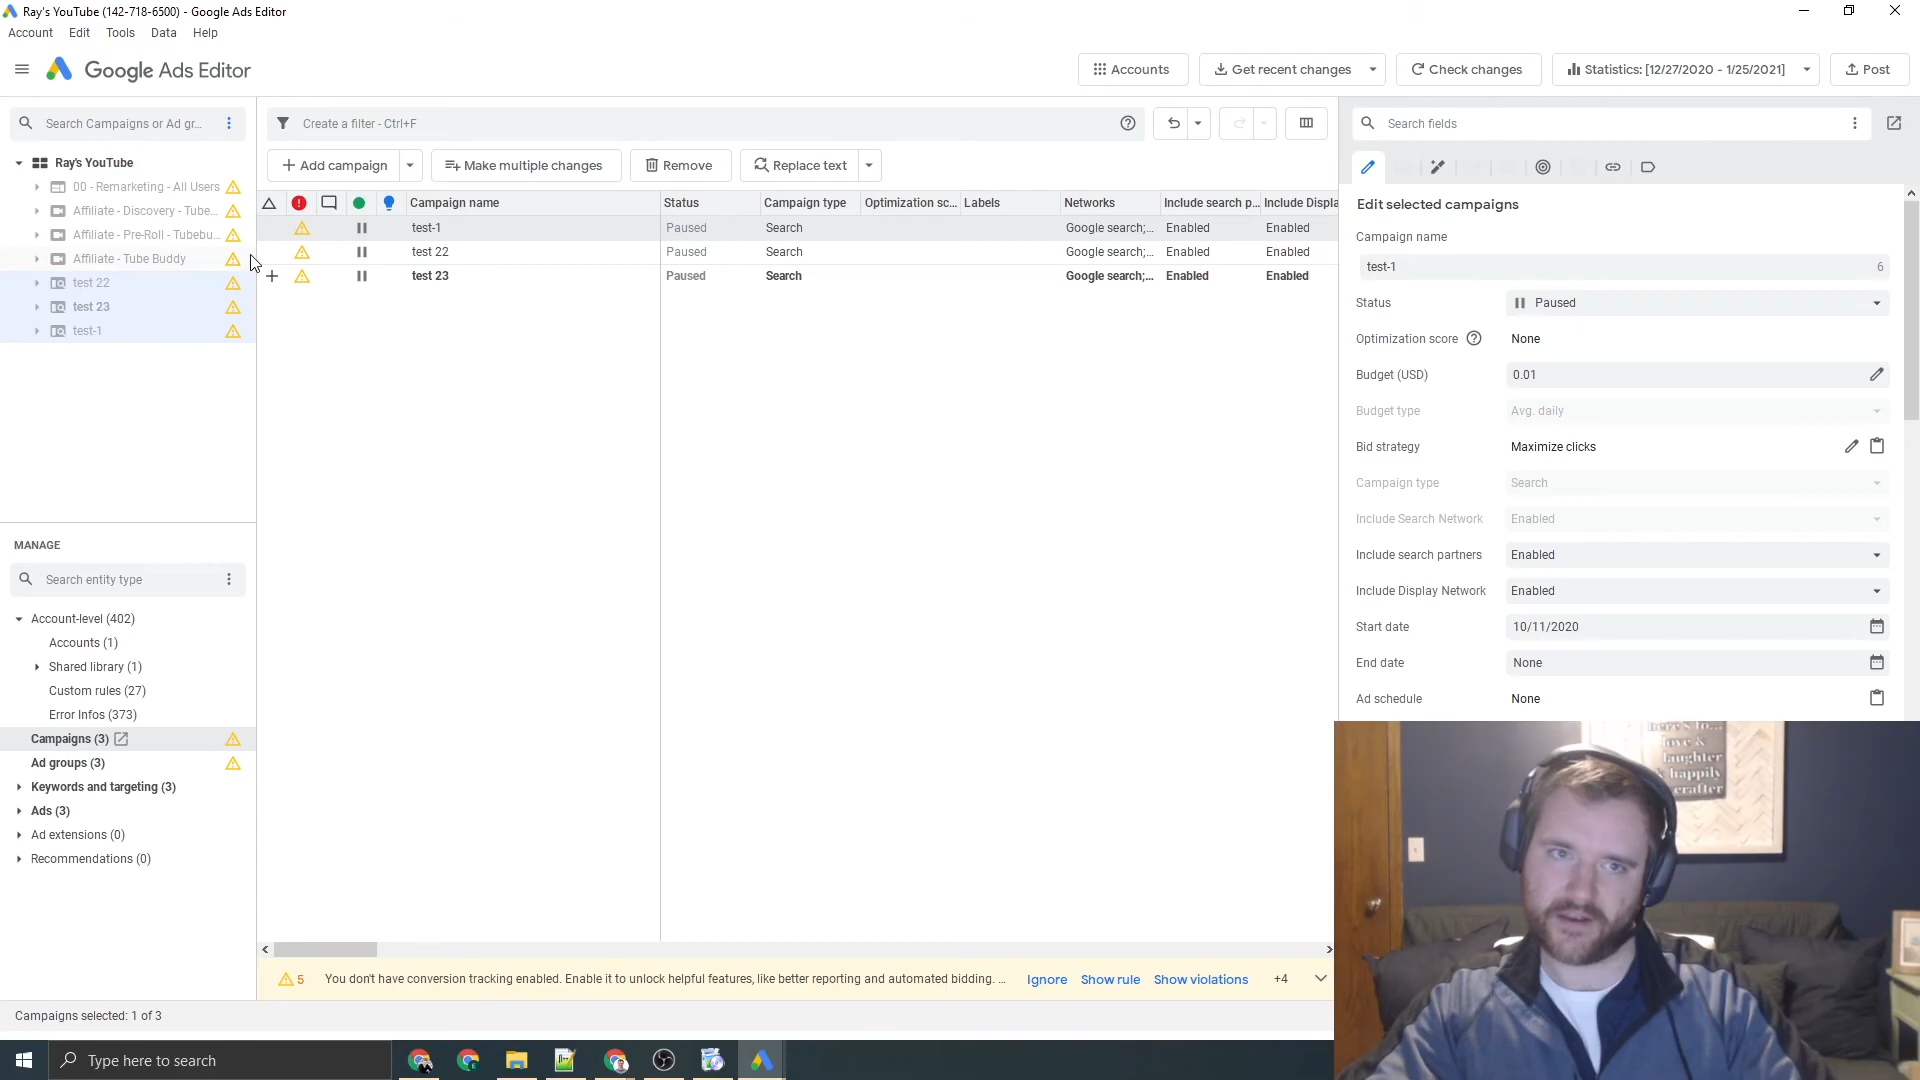 Ray's YouTube (142-718-6500) - Google Ads Editor
Account Edit Tools Data Help
Google Ads Editor
Accounts
Get recent changes
Check changes
Statistics: [12/27/2020 - 1/25/2021]
Post
Search Campaigns or Ad gr...
Ray's YouTube
00 - Remarketing - All Users
Affiliate - Discovery - Tube...
Affiliate - Pre-Roll - Tubebu...
Affiliate - Tube Buddy
test 22
test 23
test-1
MANAGE
Search entity type
Account-level (402)
Accounts (1)
Shared library (1)
Custom rules (27)
Error Infos (373)
Campaigns (3)
Ad groups (3)
Keywords and targeting (3)
Ads (3)
Ad extensions (0)
Recommendations (0)
Create a filter - Ctrl+F
Add campaign
Make multiple changes
Remove
Replace text
Campaign name Status Campaign type Optimization sc... Labels Networks Include search p... Include Displa
test-1 Paused Search Google search;... Enabled Enabled
test 22 Paused Search Google search;... Enabled Enabled
test 23 Paused Search Google search;... Enabled Enabled
5 You don't have conversion tracking enabled. Enable it to unlock helpful features, like better reporting and automated bidding. ... Ignore Show rule Show violations +4
Campaigns selected: 1 of 3
Search fields
Edit selected campaigns
Campaign name
test-1 6
Status Paused
Optimization score None
Budget (USD) 0.01
Budget type Avg. daily
Bid strategy Maximize clicks
Campaign type Search
Include Search Network Enabled
Include search partners Enabled
Include Display Network Enabled
Start date 10/11/2020
End date None
Ad schedule None
here's to...
love &
laughter
& happily
crafter
Type here to search